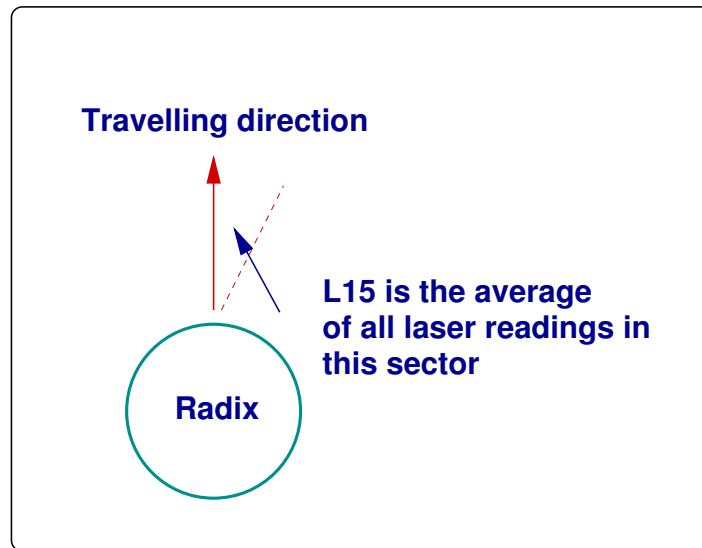 Travelling direction
L15 is the average
of all laser readings in
this sector
Radix